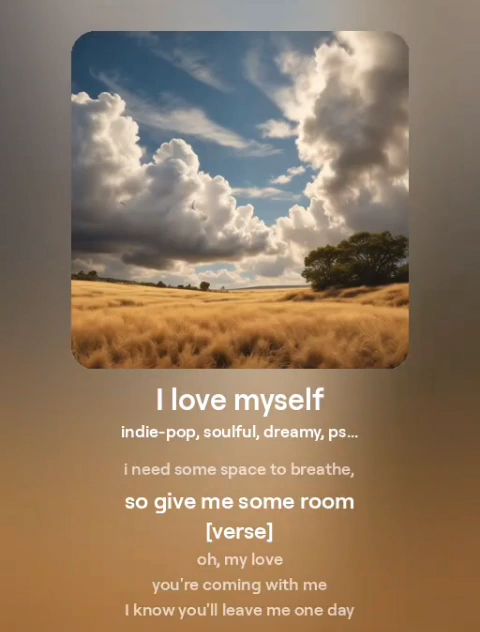 I love myself
indie-pop, soulful, dreamy, ps...
i need some space to breathe,
so give me some room
[verse]
oh, my love
you're coming with me
I know you'll leave me one day